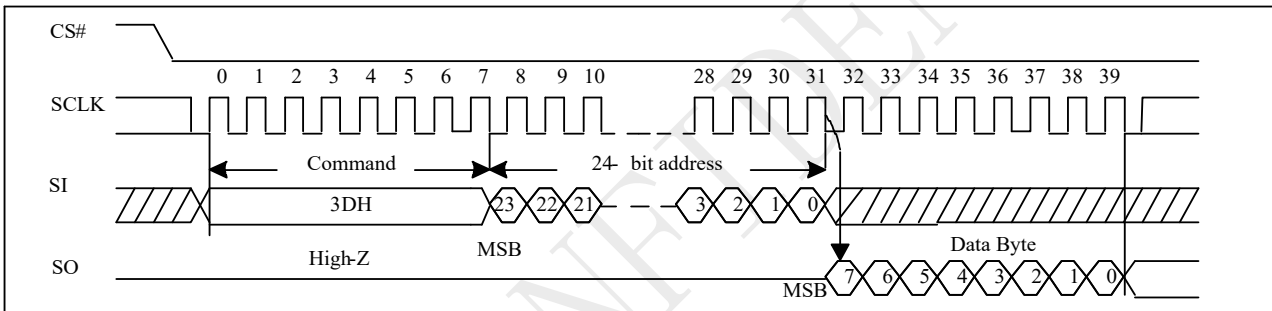 CS#
0 1 2 3 4 5 6 7 8 9 10 28 29 30 31 32 33 34 35 36 37 38 39
SCLK
Command 24- bit address
SI
3DH 23 22 21 3 2 1 0
MSB
High-Z Data Byte
SO
MSB 7 6 5 4 3 2 1 0